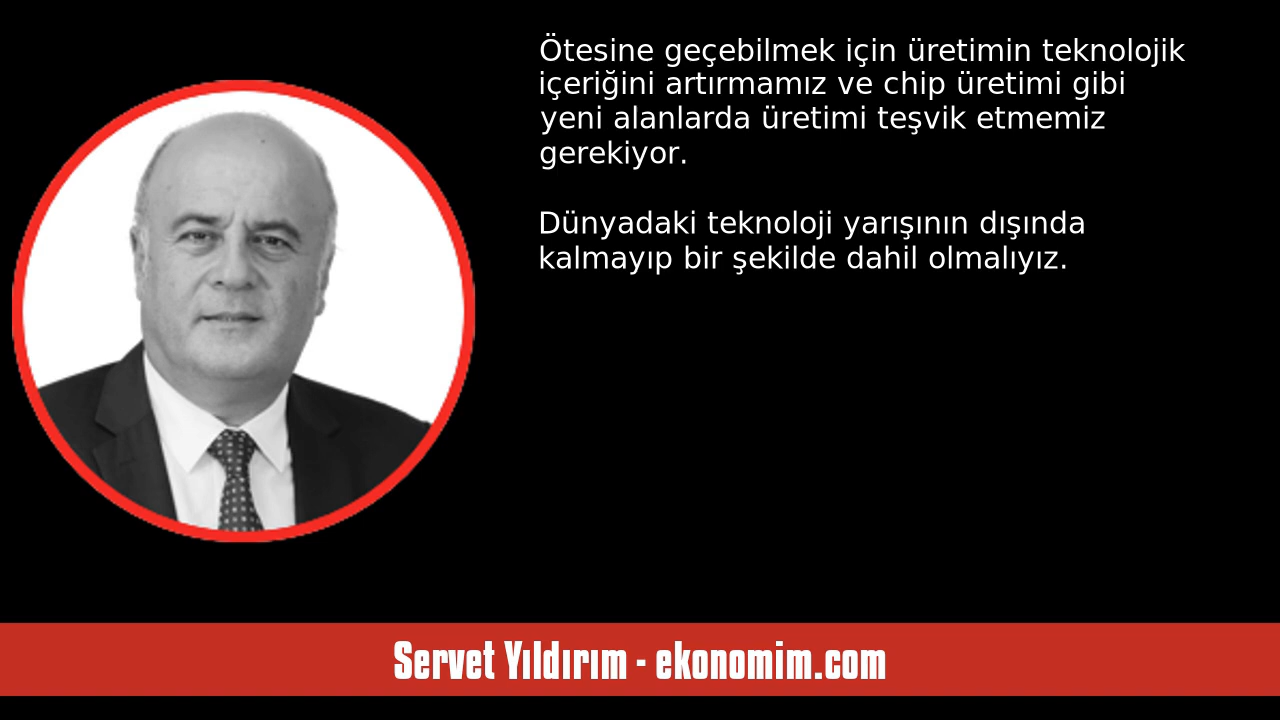 Ötesine geçebilmek için üretimin teknolojik
içeriğini artırmamız ve chip üretimi gibi
yeni alanlarda üretimi teşvik etmemiz
gerekiyor.
Dünyadaki teknoloji yarışının dışında
kalmayıp bir şekilde dahil olmalıyız.
Servet Yıldırım - ekonomim.com